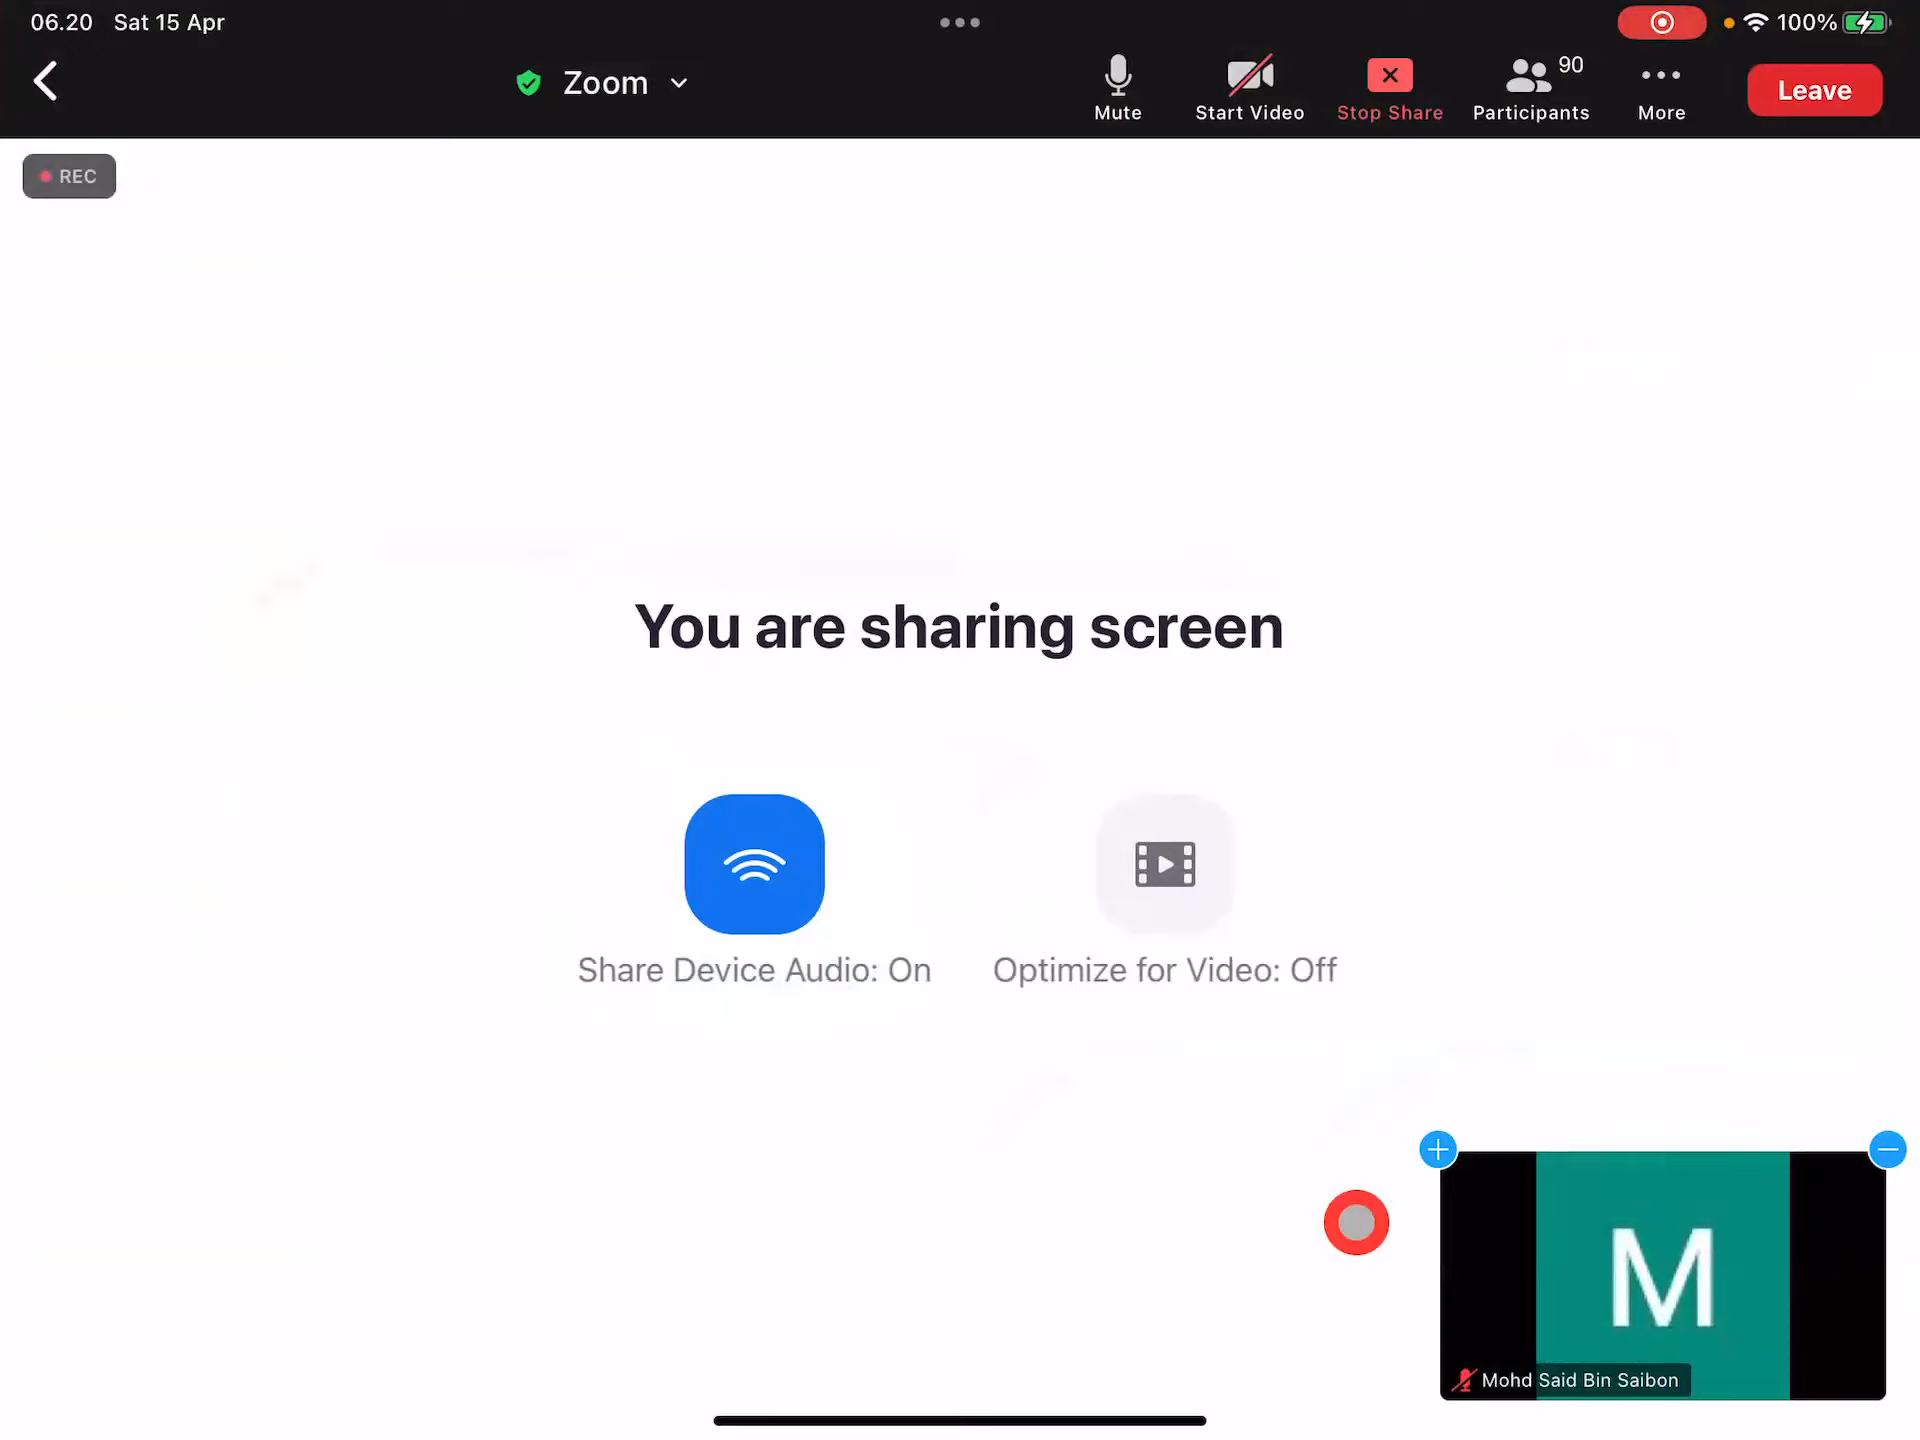 06.20 Sat 15 Apr
100%
Zoom
90
Mute Start Video Stop Share Participants More Leave
REC
You are sharing screen
Share Device Audio: On Optimize for Video: Off
M
Mohd Said Bin Saibon